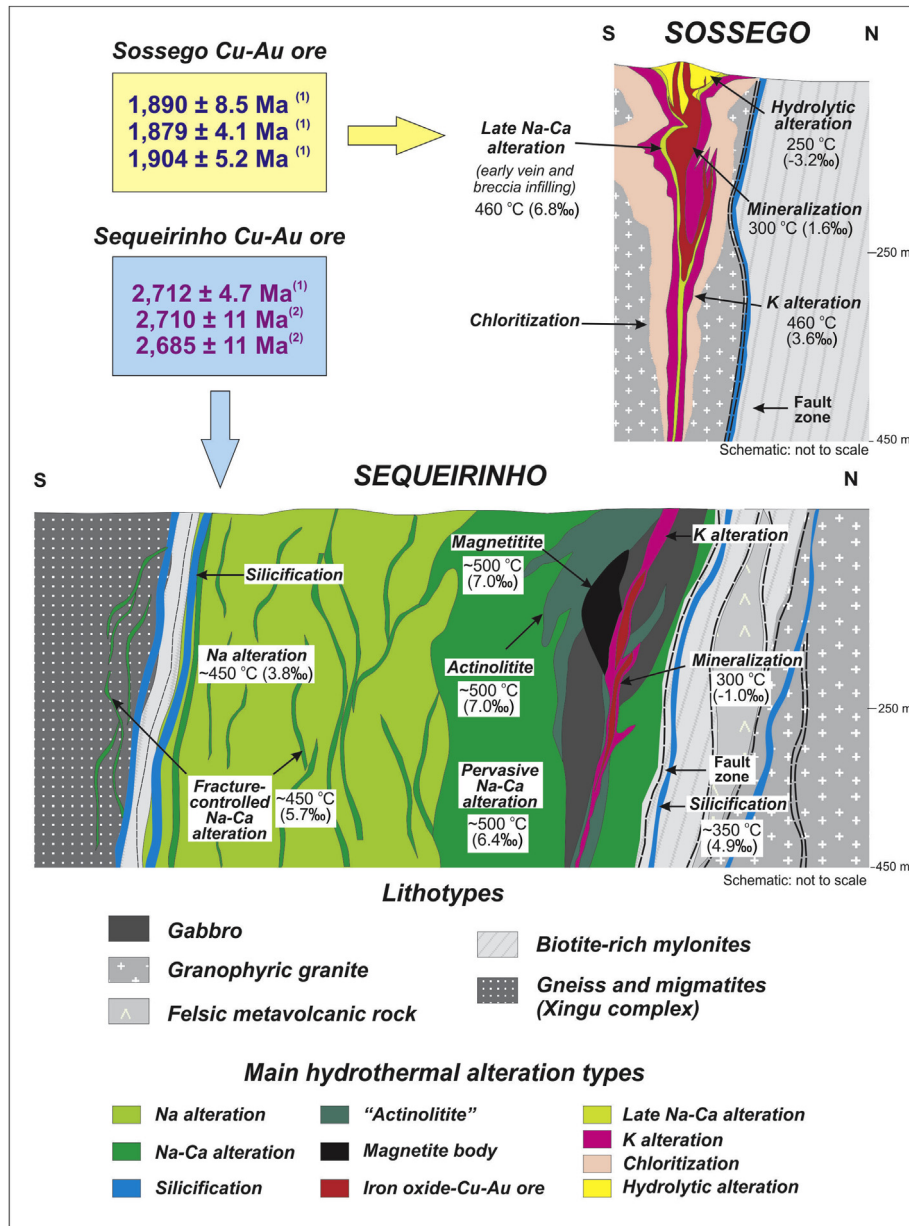 Sossego Cu-Au ore
1,890 ± 8.5 Ma (1)
1,879 ± 4.1 Ma (1)
1,904 ± 5.2 Ma (1)
Sequeirinho Cu-Au ore
2,712 ± 4.7 Ma (1)
2,710 ± 11 Ma (2)
2,685 ± 11 Ma (2)
SOSSEGO
S
N
Late Na-Ca
alteration
(early vein and
breccia infilling)
460 °C (6.8‰)
Hydrolytic
alteration
250 °C
(-3.2‰)
Mineralization
300 °C (1.6‰)
250 m
K alteration
460 °C
(3.6‰)
Chloritization
Fault
zone
450 m
Schematic: not to scale
SEQUEIRINHO
S
N
Silicification
Na alteration
~450 °C (3.8‰)
Fracture-
controlled
Na-Ca
alteration
~450 °C
(5.7‰)
Magnetitite
~500 °C
(7.0‰)
Actinolitite
~500 °C
(7.0‰)
Pervasive
Na-Ca
alteration
~500 °C
(6.4‰)
K alteration
Mineralization
300 °C
(-1.0‰)
250 m
Fault
zone
Silicification
~350 °C
(4.9‰)
450 m
Schematic: not to scale
Lithotypes
Gabbro
Granophyric granite
Felsic metavolcanic rock
Biotite-rich mylonites
Gneiss and migmatites
(Xingu complex)
Main hydrothermal alteration types
Na alteration
Na-Ca alteration
Silicification
“Actinolitite”
Magnetite body
Iron oxide-Cu-Au ore
Late Na-Ca alteration
K alteration
Chloritization
Hydrolytic alteration